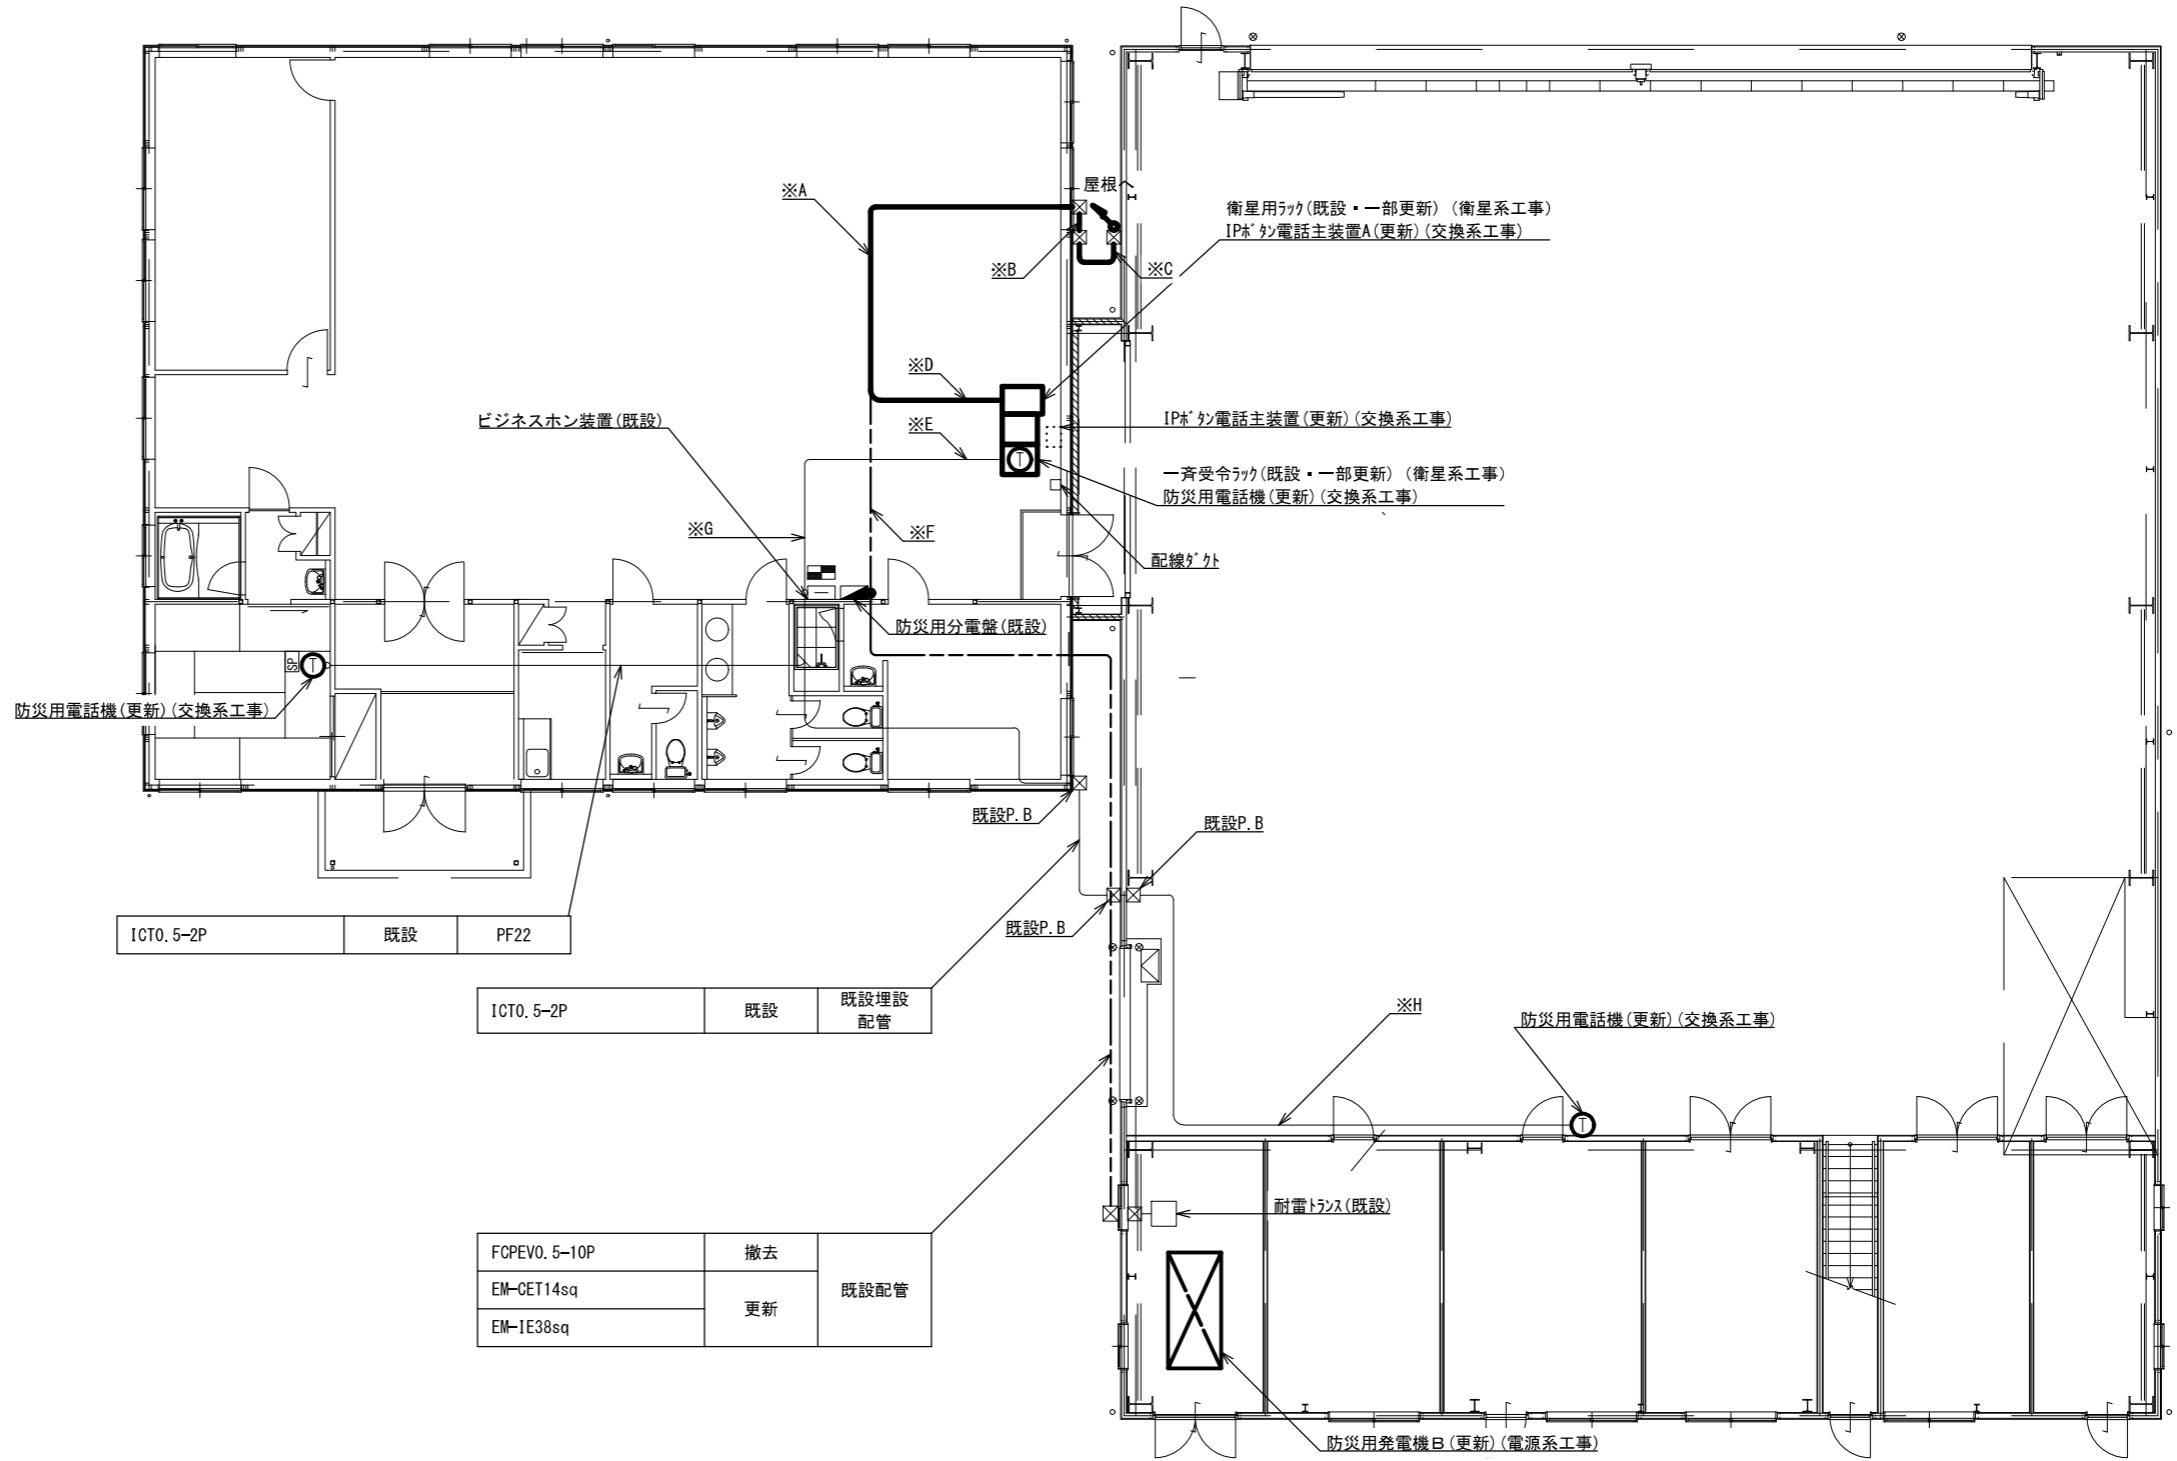 屋根へ
※A
衛星用ﾗｯｸ(既設・一部更新) (衛星系工事)
IPﾎﾞﾀﾝ電話主装置A(更新)(交換系工事)
※B
※C
※D
ビジネスホン装置(既設)
※E
IPﾎﾞﾀﾝ電話主装置(更新)(交換系工事)
T
一斉受令ﾗｯｸ(既設・一部更新) (衛星系工事)
防災用電話機(更新)(交換系工事)
※G
※F
配線ﾀﾞｸﾄ
防災用分電盤(既設)
SP
T
防災用電話機(更新)(交換系工事)
既設P.B
既設P.B
既設P.B
ICT0.5-2P 既設 PF22
ICT0.5-2P 既設 既設埋設
配管
※H
防災用電話機(更新)(交換系工事)
T
耐雷ﾄﾗﾝｽ(既設)
FCPEV0.5-10P 撤去
EM-CET14sq 更新 既設配管
EM-IE38sq
防災用発電機B(更新)(電源系工事)